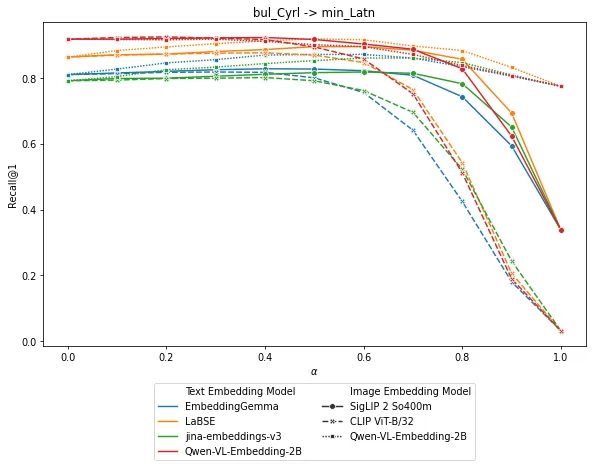 bul_Cyrl -> min_Latn
Recall@1
0.8
0.6
0.4
0.2
0.0
0.0 0.2 0.4 0.6 0.8 1.0
α
Text Embedding Model
EmbeddingGemma
LaBSE
jina-embeddings-v3
Qwen-VL-Embedding-2B
Image Embedding Model
SigLIP 2 So400m
CLIP ViT-B/32
Qwen-VL-Embedding-2B